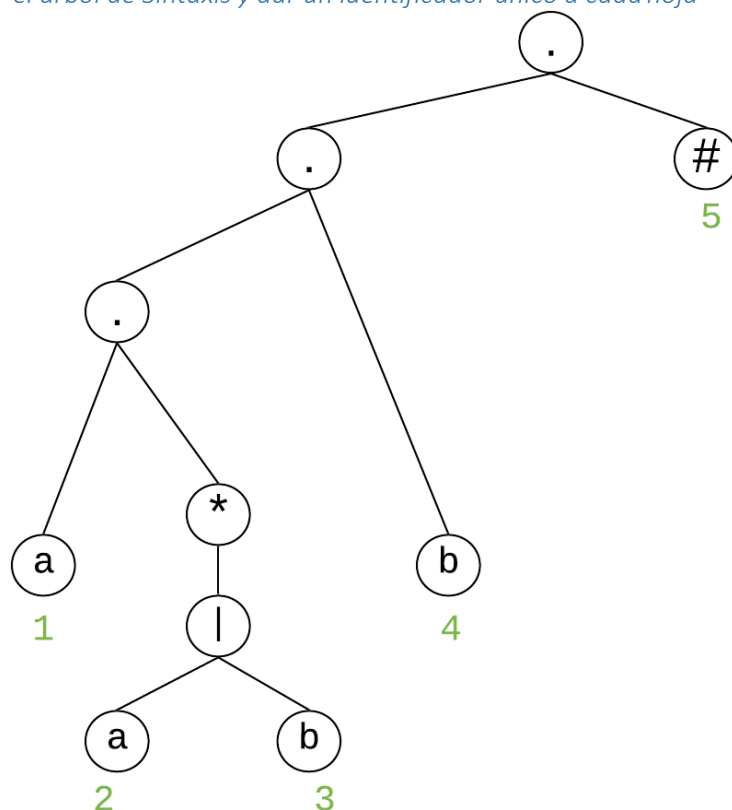 el árbol de Sintaxis y dar un identificador único a cada hoja
.
.
#
5
.
*
a
b
1
|
4
a
b
2
3